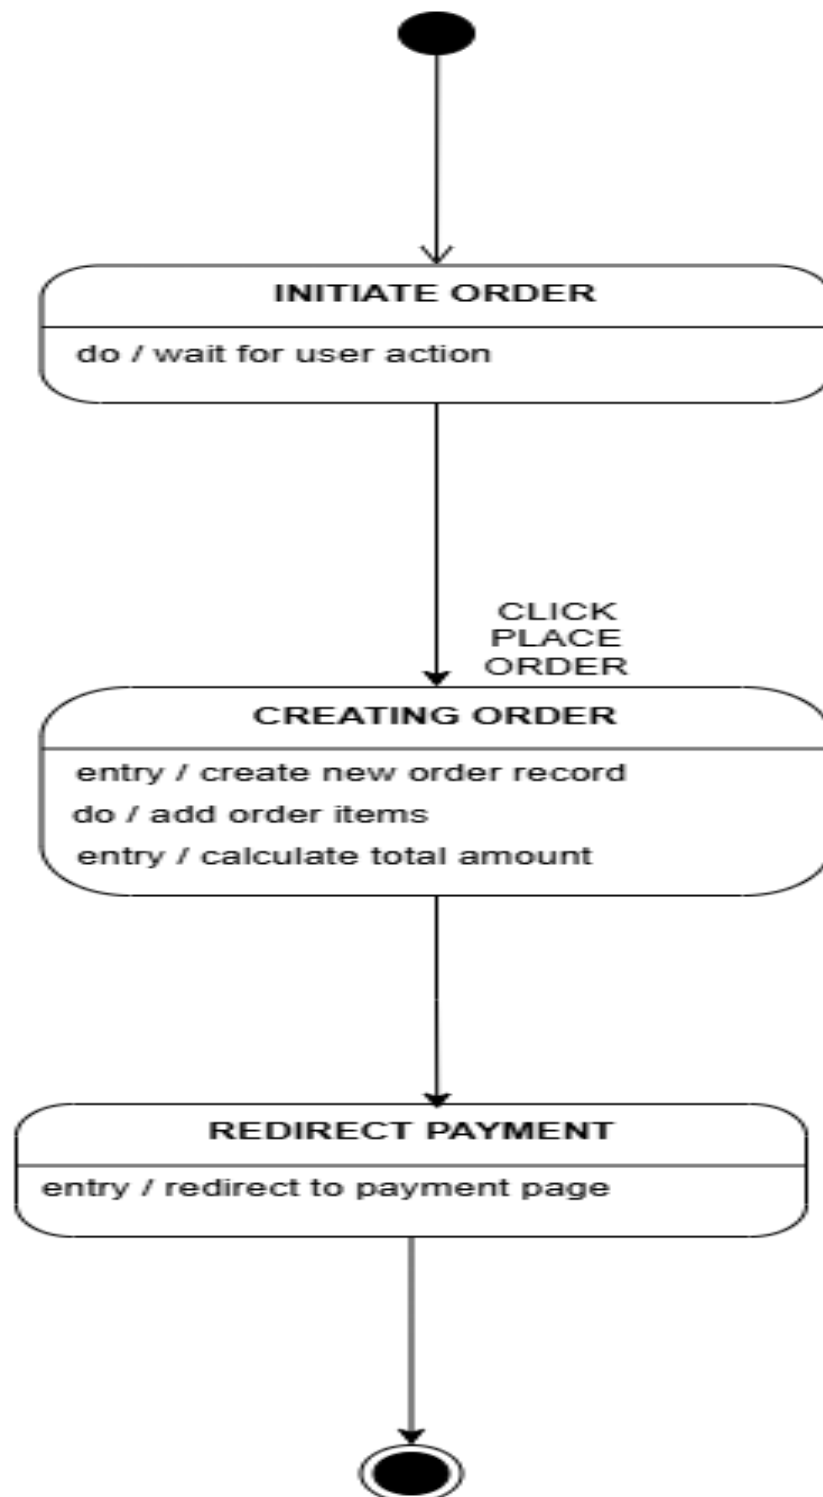 INITIATE ORDER
do / wait for user action
CLICK
PLACE
ORDER
CREATING ORDER
entry / create new order record
do / add order items
entry / calculate total amount
REDIRECT PAYMENT
entry / redirect to payment page